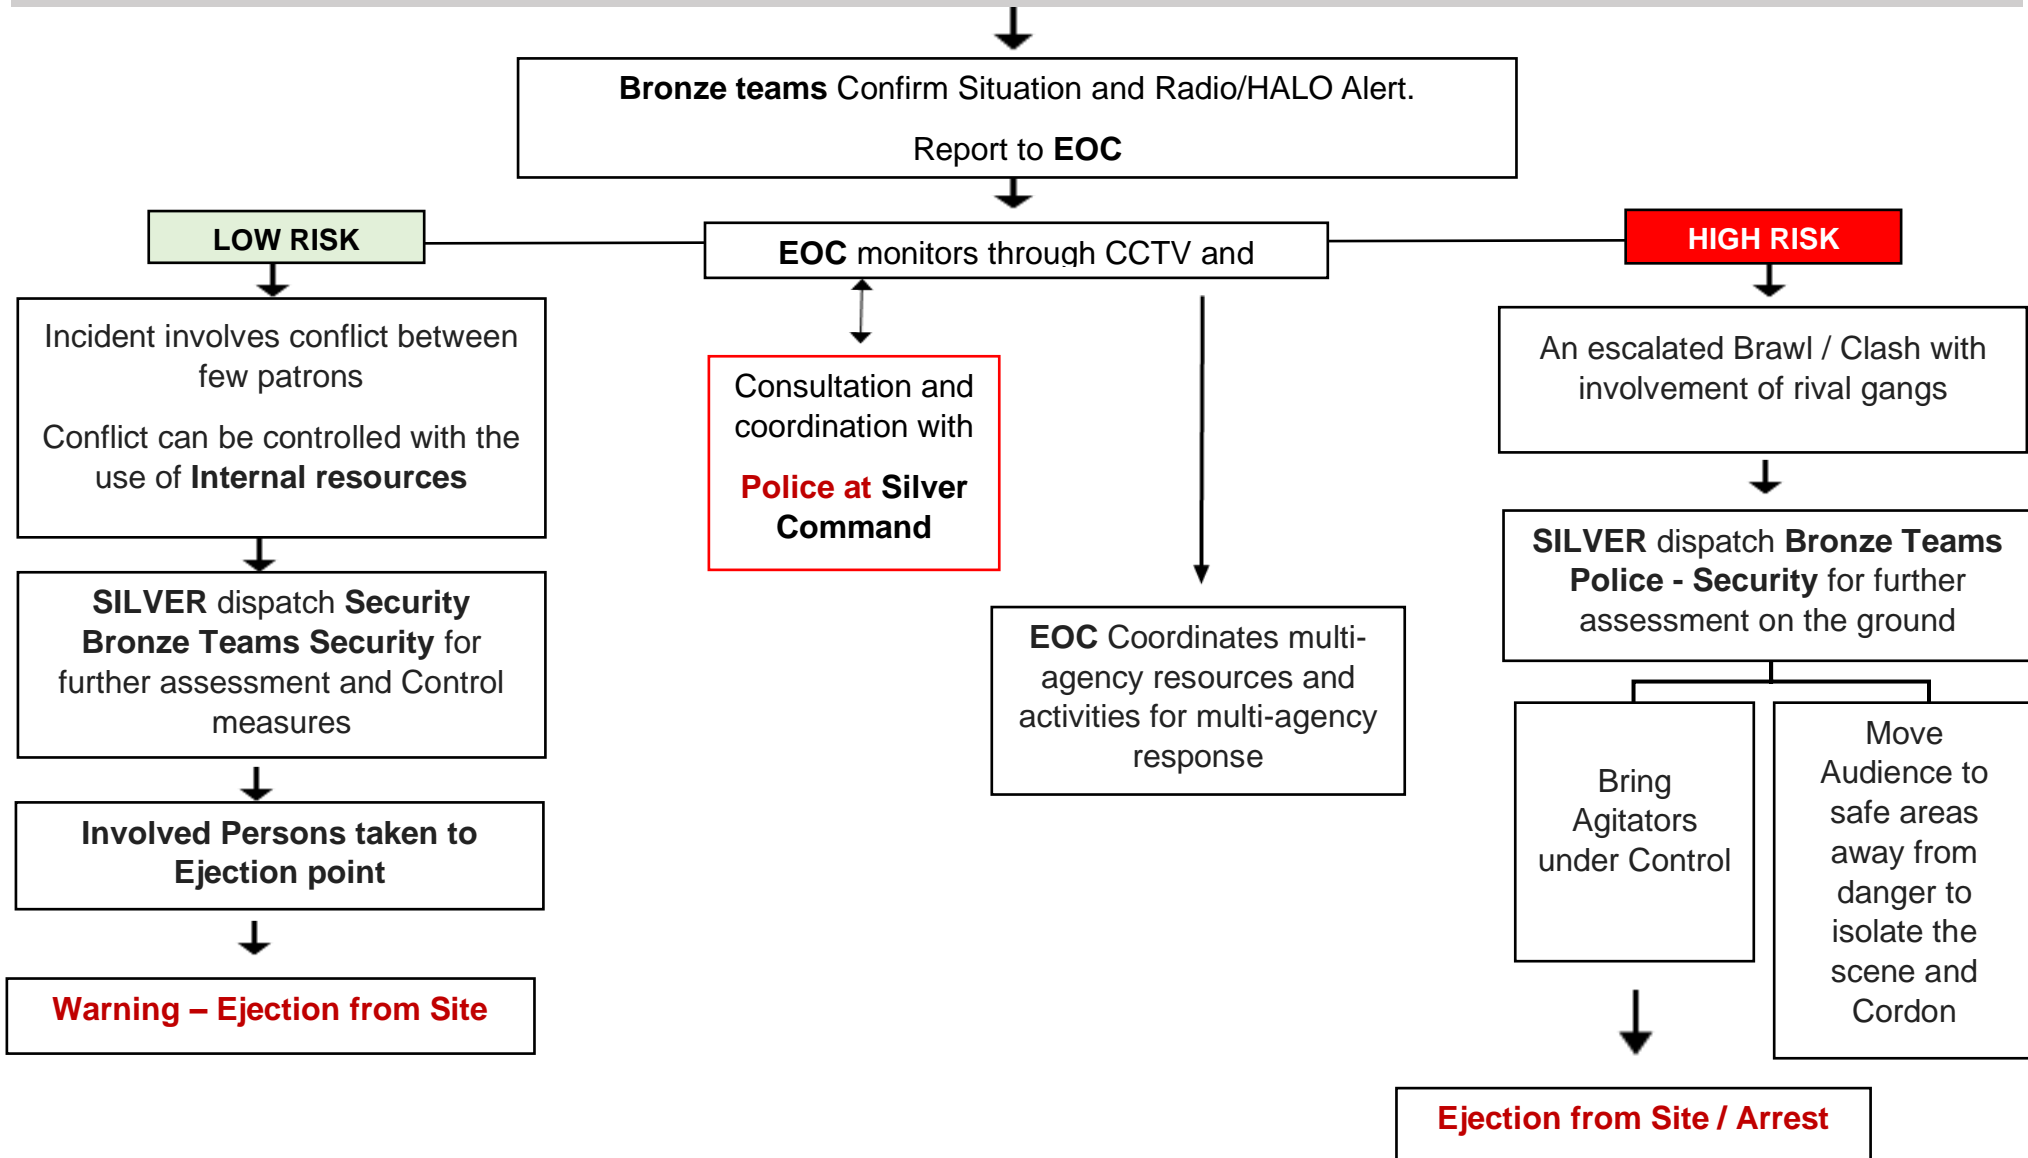 Bronze teams Confirm Situation and Radio/HALO Alert.
Report to EOC
LOW RISK
EOC monitors through CCTV and
HIGH RISK
Incident involves conflict between
few patrons
Conflict can be controlled with the
use of Internal resources
Consultation and
coordination with
Police at Silver
Command
An escalated Brawl / Clash with
involvement of rival gangs
SILVER dispatch Security
Bronze Teams Security for
further assessment and Control
measures
EOC Coordinates multi-
agency resources and
activities for multi-agency
response
SILVER dispatch Bronze Teams
Police - Security for further
assessment on the ground
Involved Persons taken to
Ejection point
Bring
Agitators
under Control
Move
Audience to
safe areas
away from
danger to
isolate the
scene and
Cordon
Warning – Ejection from Site
Ejection from Site / Arrest